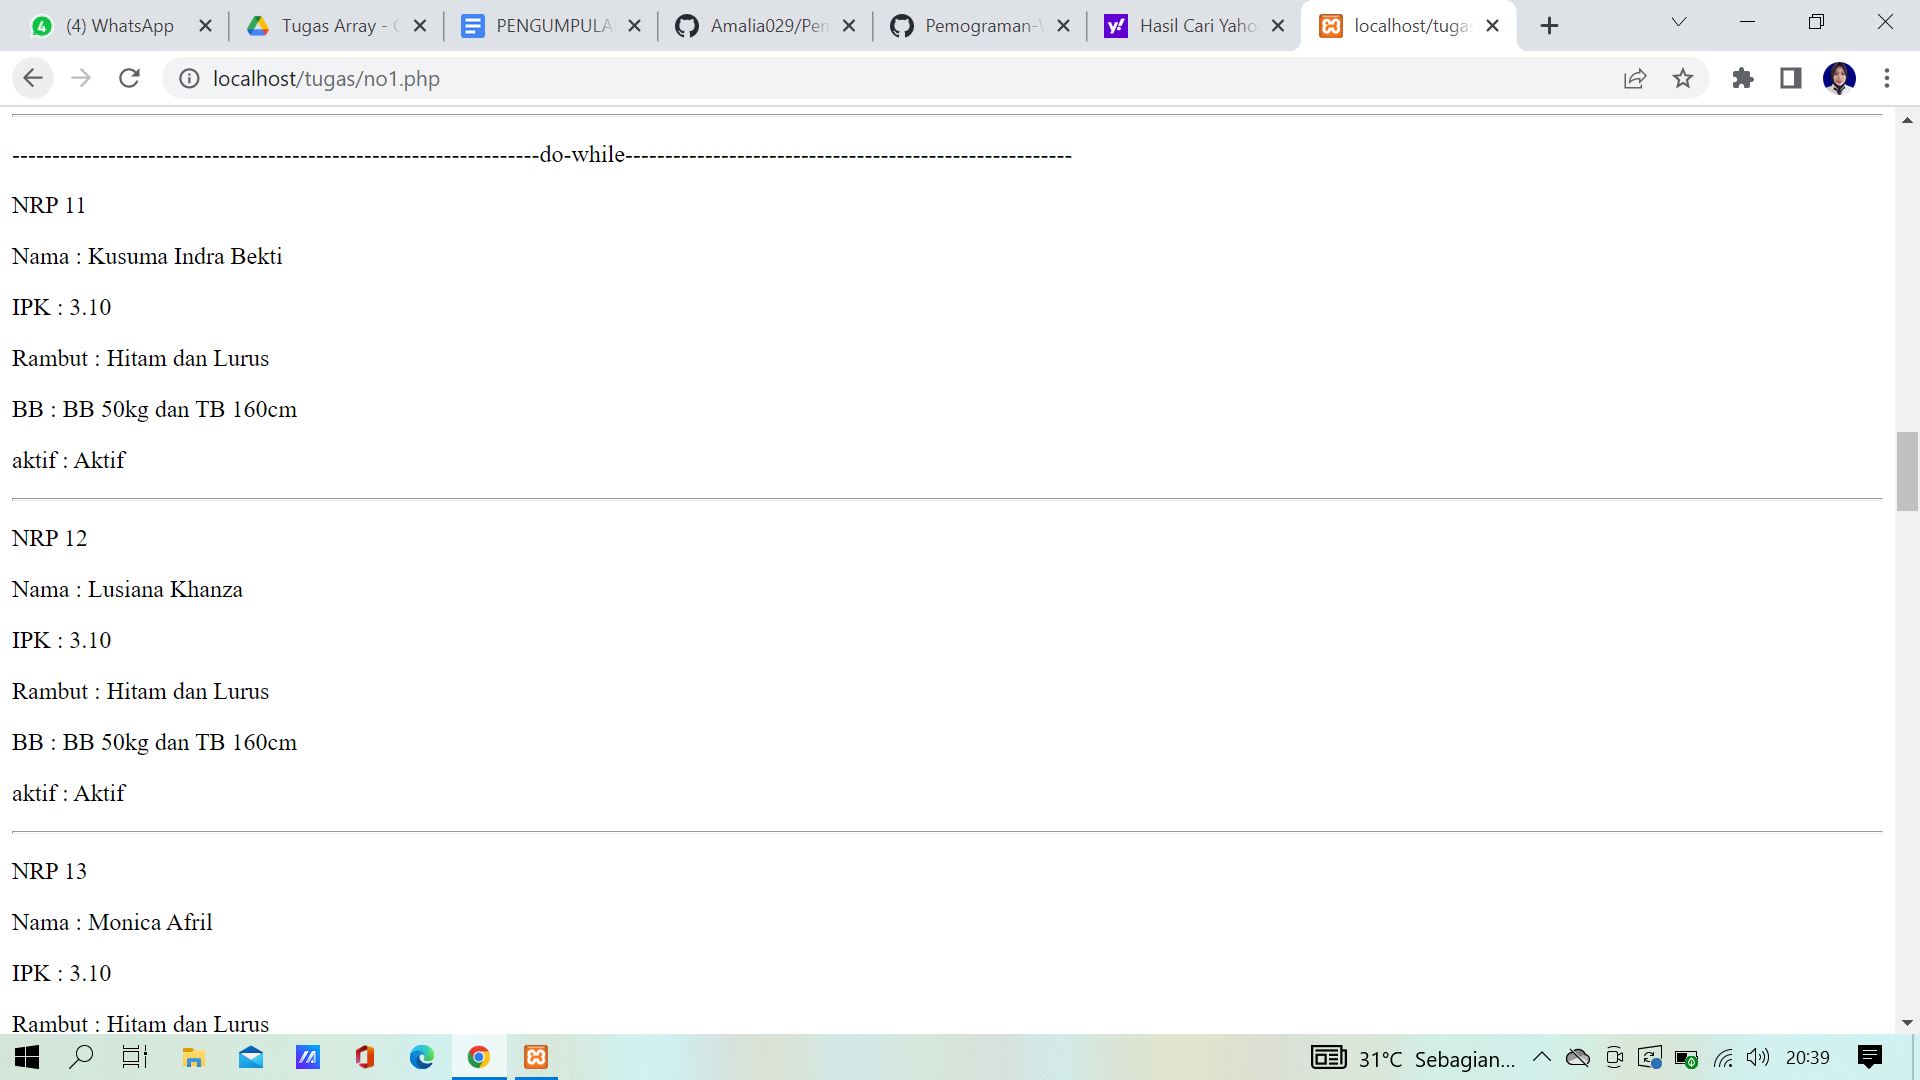 (4) WhatsApp
Tugas Array -
PENGUMPULA
Amalia029/Pen
Pemograman-
Hasil Cari Yaho
localhost/tuga
localhost/tugas/no1.php
------------------------------------------------------------------do-while--------------------------------------------------------
NRP 11
Nama : Kusuma Indra Bekti
IPK : 3.10
Rambut : Hitam dan Lurus
BB : BB 50kg dan TB 160cm
aktif : Aktif
NRP 12
Nama : Lusiana Khanza
IPK : 3.10
Rambut : Hitam dan Lurus
BB : BB 50kg dan TB 160cm
aktif : Aktif
NRP 13
Nama : Monica Afril
IPK : 3.10
Rambut : Hitam dan Lurus
31°C Sebagian...
20:39